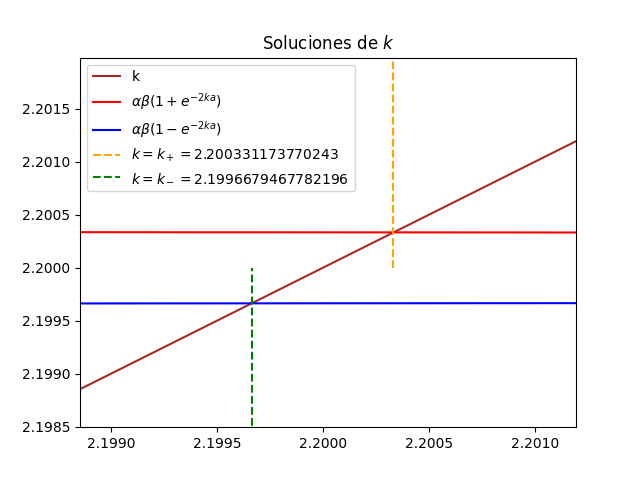 Soluciones de k
k
αβ(1 + e^{-2ka})
αβ(1 − e^{-2ka})
k = k₊ = 2.200331173770243
k = k₋ = 2.1996679467782196
2.2015
2.2010
2.2005
2.2000
2.1995
2.1990
2.1985
2.1990 2.1995 2.2000 2.2005 2.2010